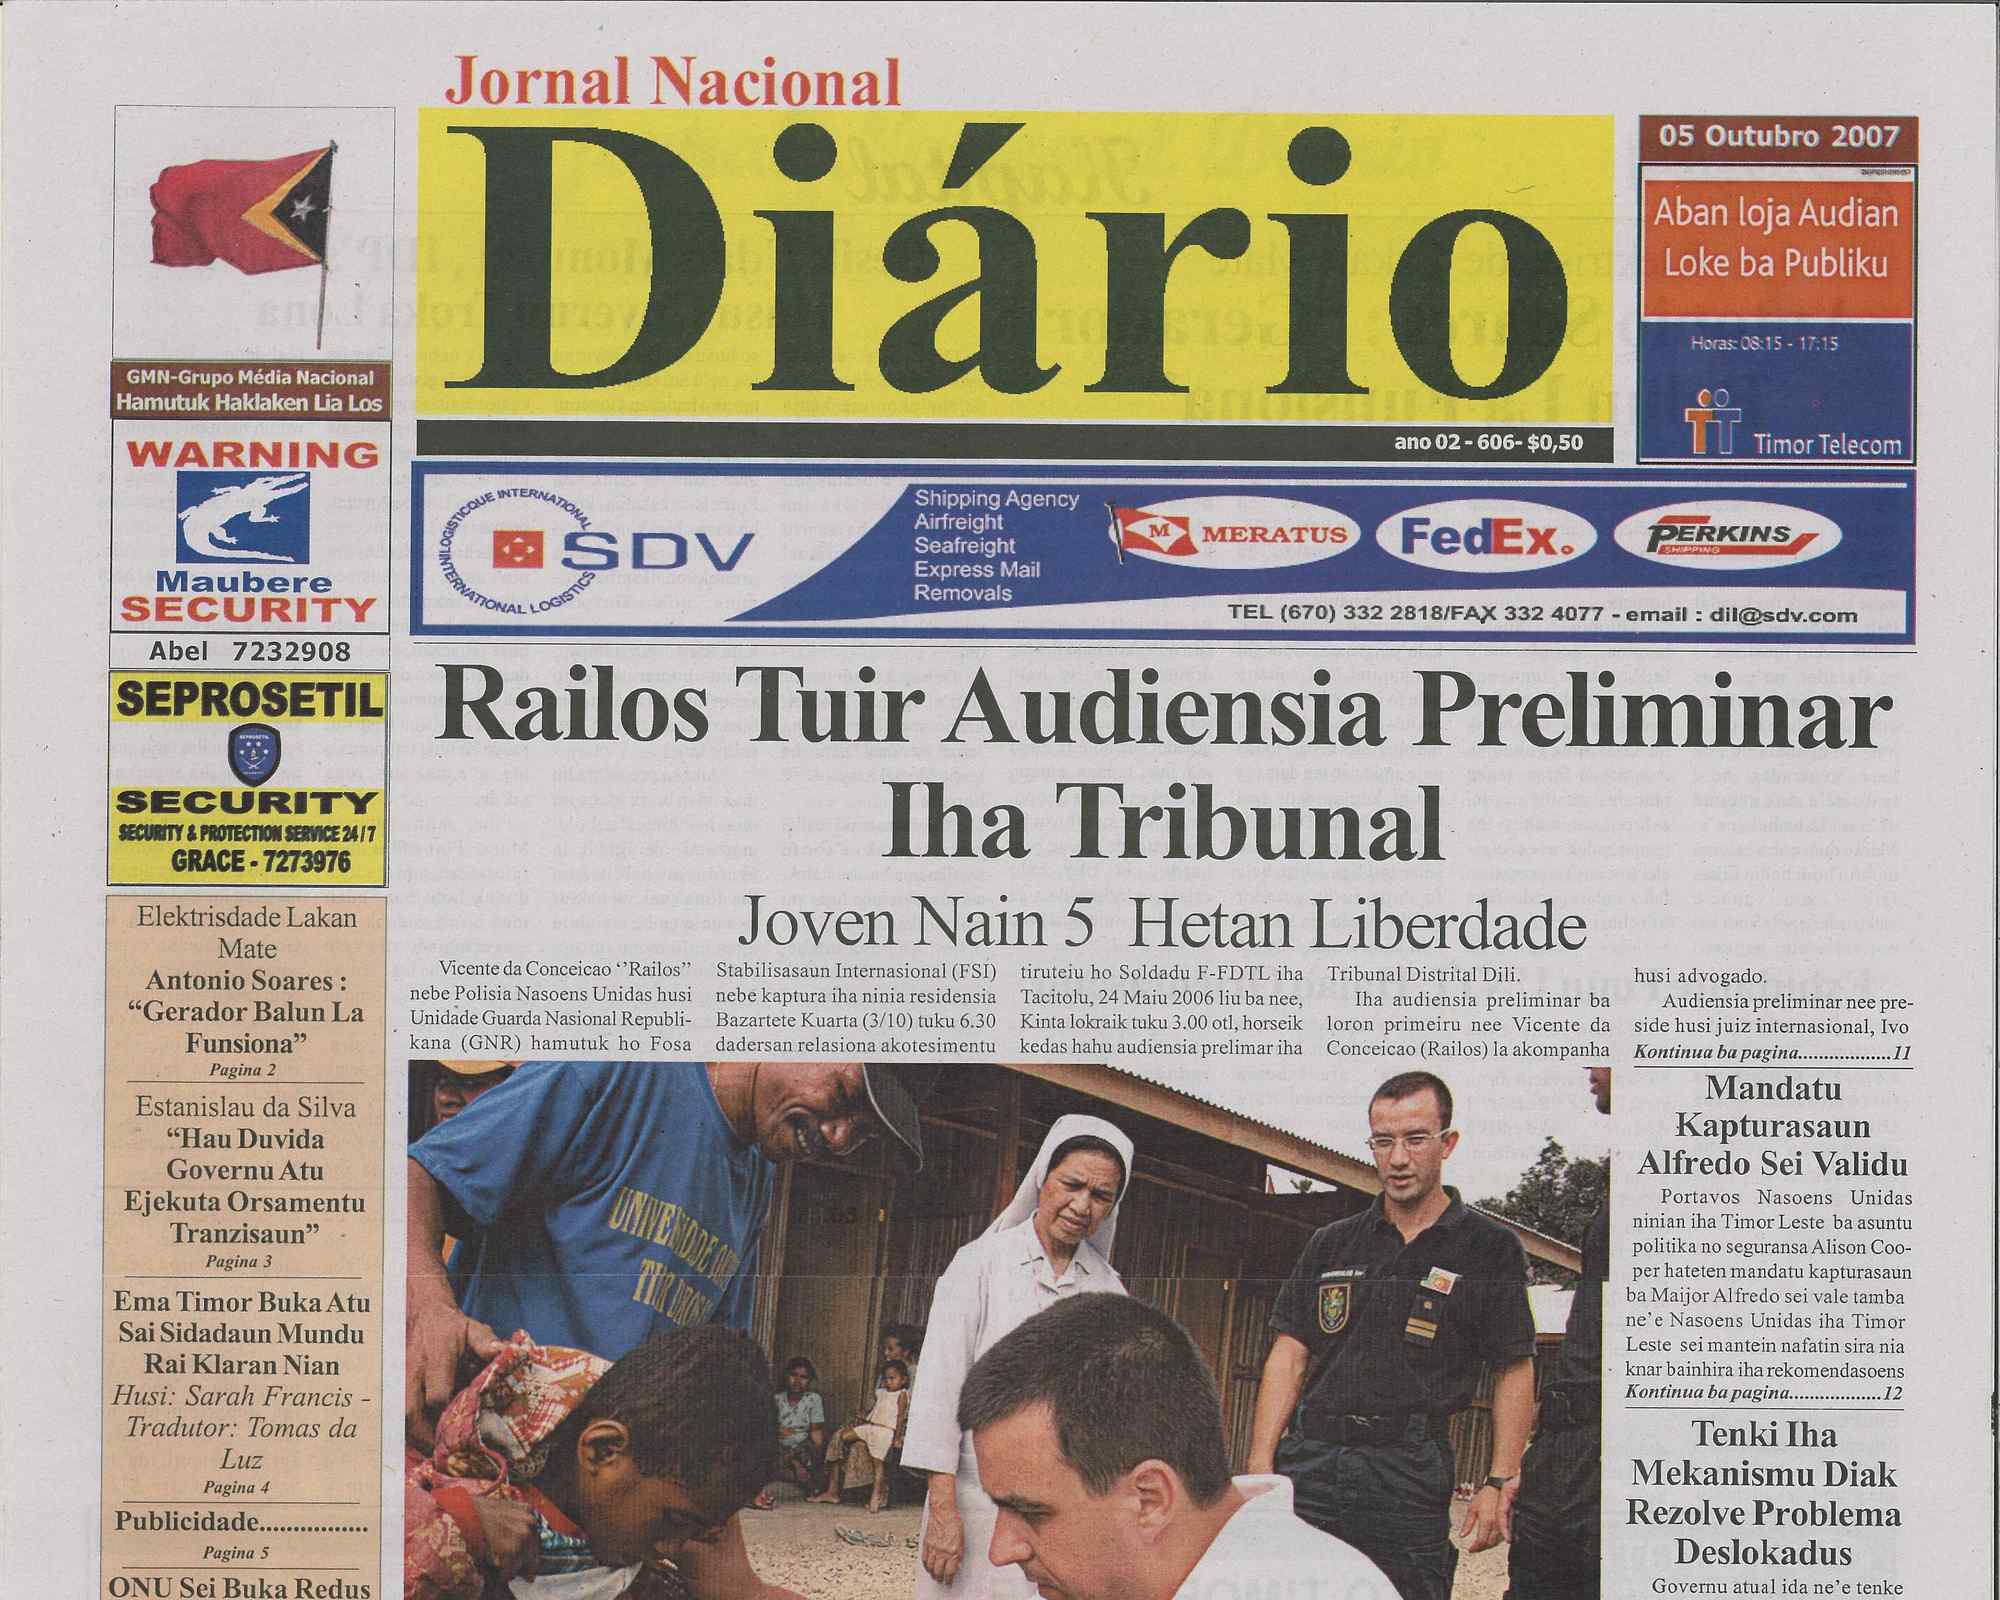 Jornal Nacional
Diário
ano 02 - 606- $0,50
05 Outubro 2007
Aban loja Audian
Loke ba Publiku
Horas: 08:15 - 17:15
Timor Telecom
GMN-Grupo Média Nacional
Hamutuk Haklaken Lia Los
WARNING
Maubere
SECURITY
Abel 7232908
SEPROSETIL
SEPROSETIL
SECURITY
SECURITY & PROTECTION SERVICE 24/7
GRACE - 7273976
UNILOGISTICQUE INTERNATIONAL
INTERNATIONAL LOGISTICS
SDV
Shipping Agency
Airfreight
Seafreight
Express Mail
Removals
M MERATUS
FedEx.
PERKINS
SHIPPING
TEL (670) 332 2818/FAX 332 4077 - email : dil@sdv.com
Railos Tuir Audiensia Preliminar
Iha Tribunal
Joven Nain 5 Hetan Liberdade
Vicente da Conceicao ‘’Railos”
nebe Polisia Nasoens Unidas husi
Unidade Guarda Nasional Republi-
kana (GNR) hamutuk ho Fosa
Stabilisasaun Internasional (FSI)
nebe kaptura iha ninia residensia
Bazartete Kuarta (3/10) tuku 6.30
dadersan relasiona akotesimentu
tiruteiu ho Soldadu F-FDTL iha
Tacitolu, 24 Maiu 2006 liu ba nee,
Kinta lokraik tuku 3.00 otl, horseik
kedas hahu audiensia prelimar iha
Tribunal Distrital Dili.
Iha audiensia preliminar ba
loron primeiru nee Vicente da
Conceicao (Railos) la akompanha
husi advogado.
Audiensia preliminar nee pre-
side husi juiz internasional, Ivo
Kontinua ba pagina...................11
Mandatu
Kapturasaun
Alfredo Sei Validu
Portavos Nasoens Unidas
ninian iha Timor Leste ba asuntu
politika no seguransa Alison Coo-
per hateten mandatu kapturasaun
ba Maijor Alfredo sei vale tamba
ne’e Nasoens Unidas iha Timor
Leste sei mantein nafatin sira nia
knar bainhira iha rekomendasoens
Kontinua ba pagina..................12
Tenki Iha
Mekanismu Diak
Rezolve Problema
Deslokadus
Governu atual ida ne’e tenke
Elektrisdade Lakan
Mate
Antonio Soares :
“Gerador Balun La
Funsiona”
Pagina 2
Estanislau da Silva
“Hau Duvida
Governu Atu
Ejekuta Orsamentu
Tranzisaun”
Pagina 3
Ema Timor Buka Atu
Sai Sidadaun Mundu
Rai Klaran Nian
Husi: Sarah Francis -
Tradutor: Tomas da
Luz
Pagina 4
Publicidade................
Pagina 5
ONU Sei Buka Redus